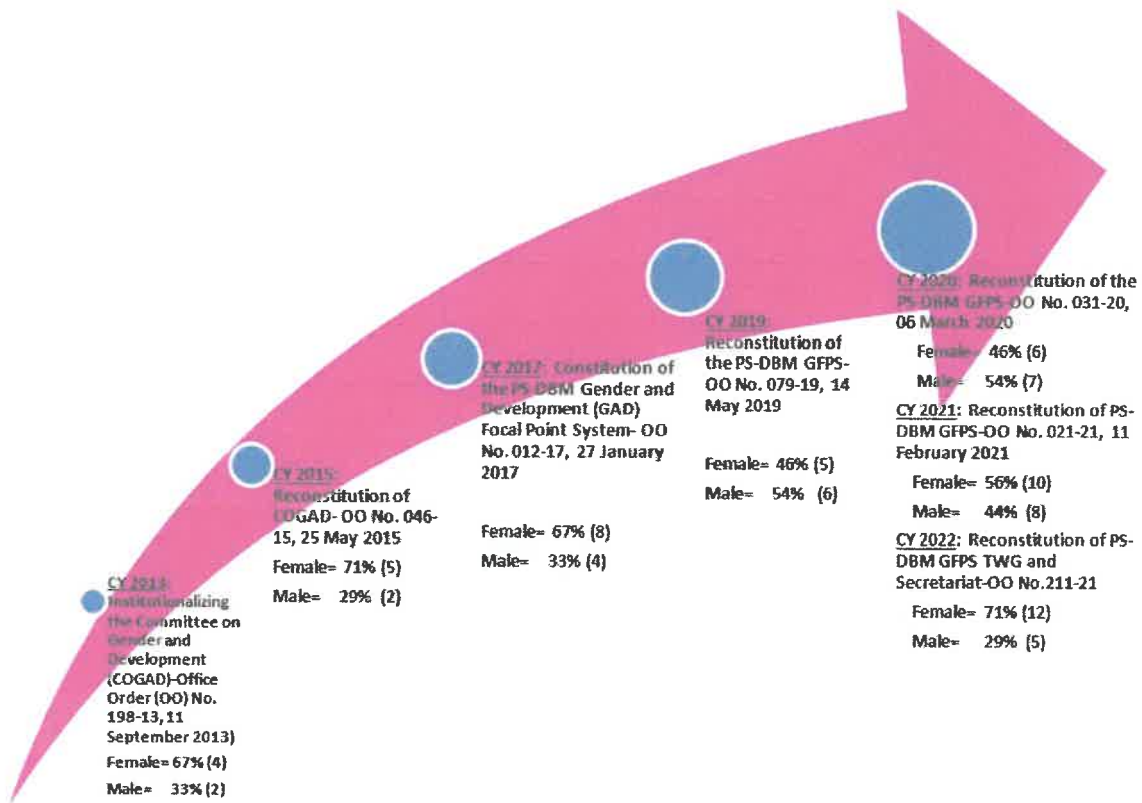 CY 2013:
Institutionalizing
the Committee on
Gender and
Development
(COGAD)-Office
Order (OO) No.
198-13, 11
September 2013)
Female= 67% (4)
Male= 33% (2)
CY 2015:
Reconstitution of
COGAD- OO No. 046-
15, 25 May 2015
Female= 71% (5)
Male= 29% (2)
CY 2017: Constitution of
the PS-DBM Gender and
Development (GAD)
Focal Point System- OO
No. 012-17, 27 January
2017
Female= 67% (8)
Male= 33% (4)
CY 2019:
Reconstitution of
the PS-DBM GFPS-
OO No. 079-19, 14
May 2019
Female= 46% (5)
Male= 54% (6)
CY 2020: Reconstitution of the
PS-DBM GFPS-OO No. 031-20,
06 March 2020
Female= 46% (6)
Male= 54% (7)
CY 2021: Reconstitution of PS-
DBM GFPS-OO No. 021-21, 11
February 2021
Female= 56% (10)
Male= 44% (8)
CY 2022: Reconstitution of PS-
DBM GFPS TWG and
Secretariat-OO No.211-21
Female= 71% (12)
Male= 29% (5)